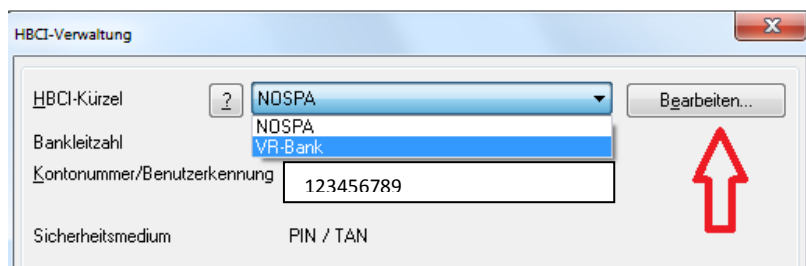 HBCI-Verwaltung
HBCI-Kürzel ? NOSPA Bearbeiten...
NOSPA
Bankleitzahl VR-Bank
Kontonummer/Benutzerkennung 123456789
Sicherheitsmedium PIN / TAN